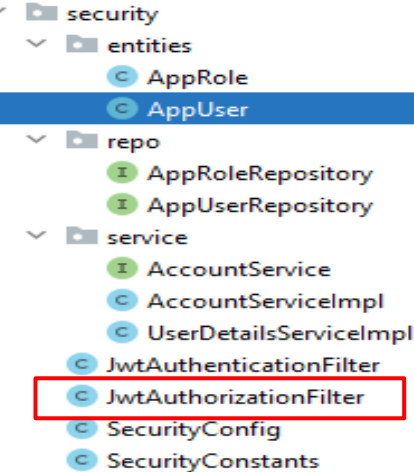 security
entities
AppRole
AppUser
repo
AppRoleRepository
AppUserRepository
service
AccountService
AccountServiceImpl
UserDetailsServiceImpl
JwtAuthenticationFilter
JwtAuthorizationFilter
SecurityConfig
SecurityConstants